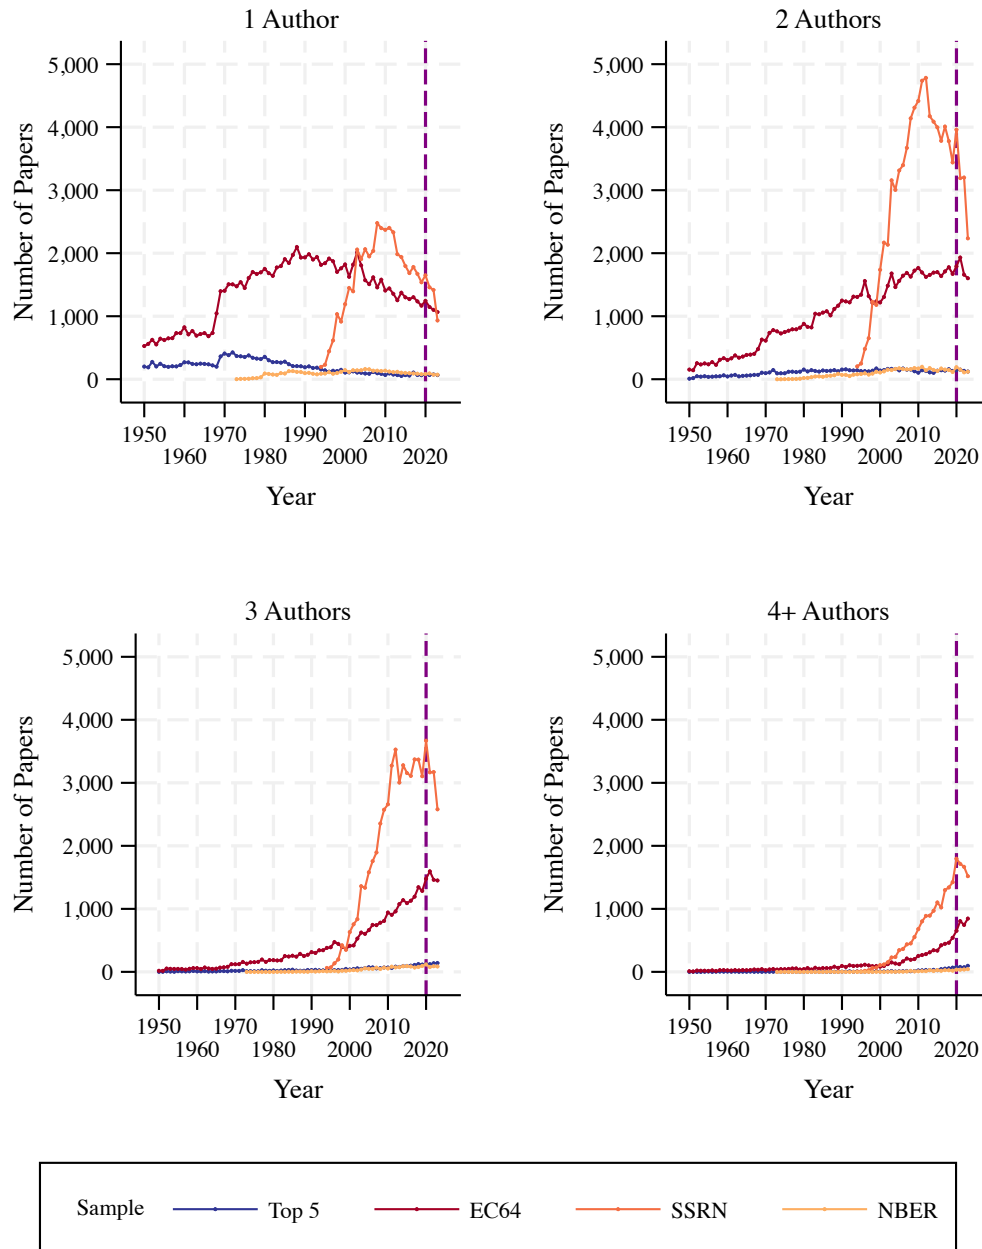 1 Author
2 Authors
Number of Papers
5,000
4,000
3,000
2,000
1,000
0
1950 1970 1990 2010
1960 1980 2000 2020
Year
Number of Papers
5,000
4,000
3,000
2,000
1,000
0
1950 1970 1990 2010
1960 1980 2000 2020
Year
3 Authors
4+ Authors
Number of Papers
5,000
4,000
3,000
2,000
1,000
0
1950 1970 1990 2010
1960 1980 2000 2020
Year
Number of Papers
5,000
4,000
3,000
2,000
1,000
0
1950 1970 1990 2010
1960 1980 2000 2020
Year
Sample Top 5 EC64 SSRN NBER